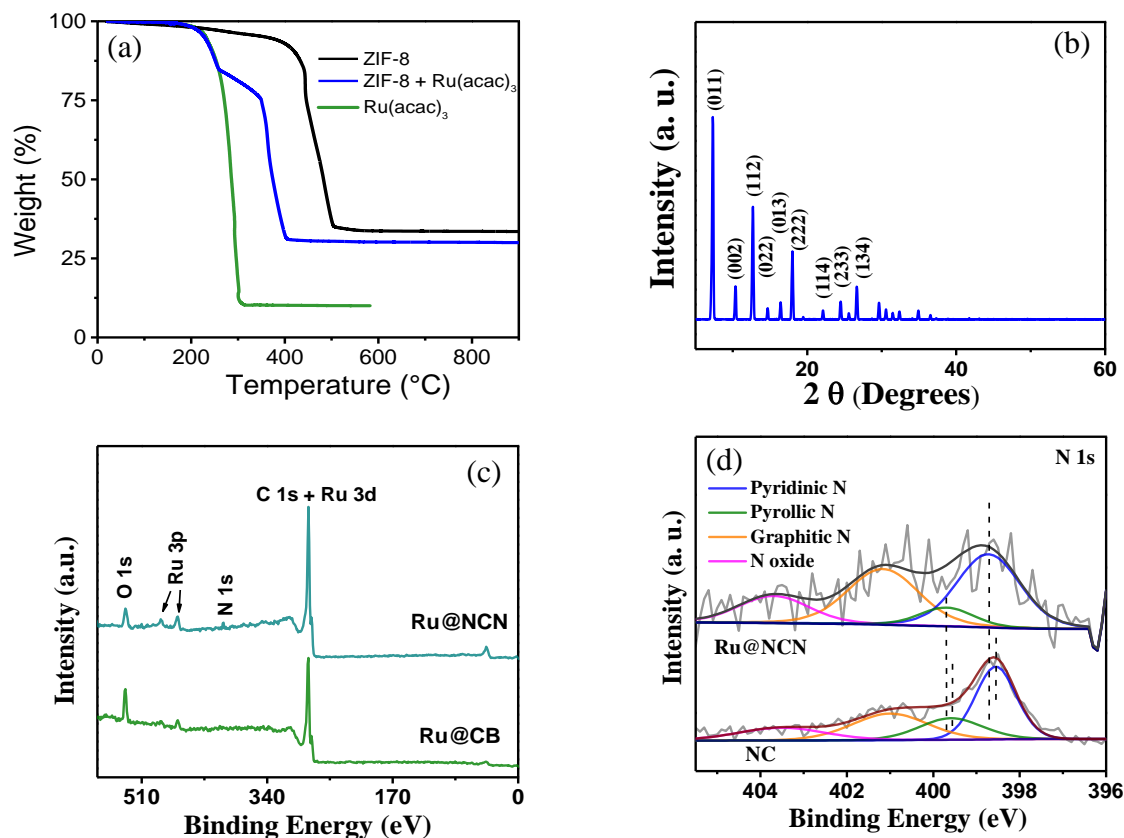 (a)
ZIF-8
ZIF-8 + Ru(acac)3
Ru(acac)3
Weight (%)
100
75
50
25
0
0 200 400 600 800
Temperature (°C)
(b)
Intensity (a. u.)
(011)
(002)
(112)
(022)
(013)
(222)
(114)
(233)
(134)
20 40 60
2 θ (Degrees)
(c)
C 1s + Ru 3d
O 1s
Ru 3p
N 1s
Ru@NCN
Ru@CB
Intensity (a.u.)
510 340 170 0
Binding Energy (eV)
(d)
N 1s
Pyridinic N
Pyrollic N
Graphitic N
N oxide
Ru@NCN
NC
Intensity (a. u.)
404 402 400 398 396
Binding Energy (eV)